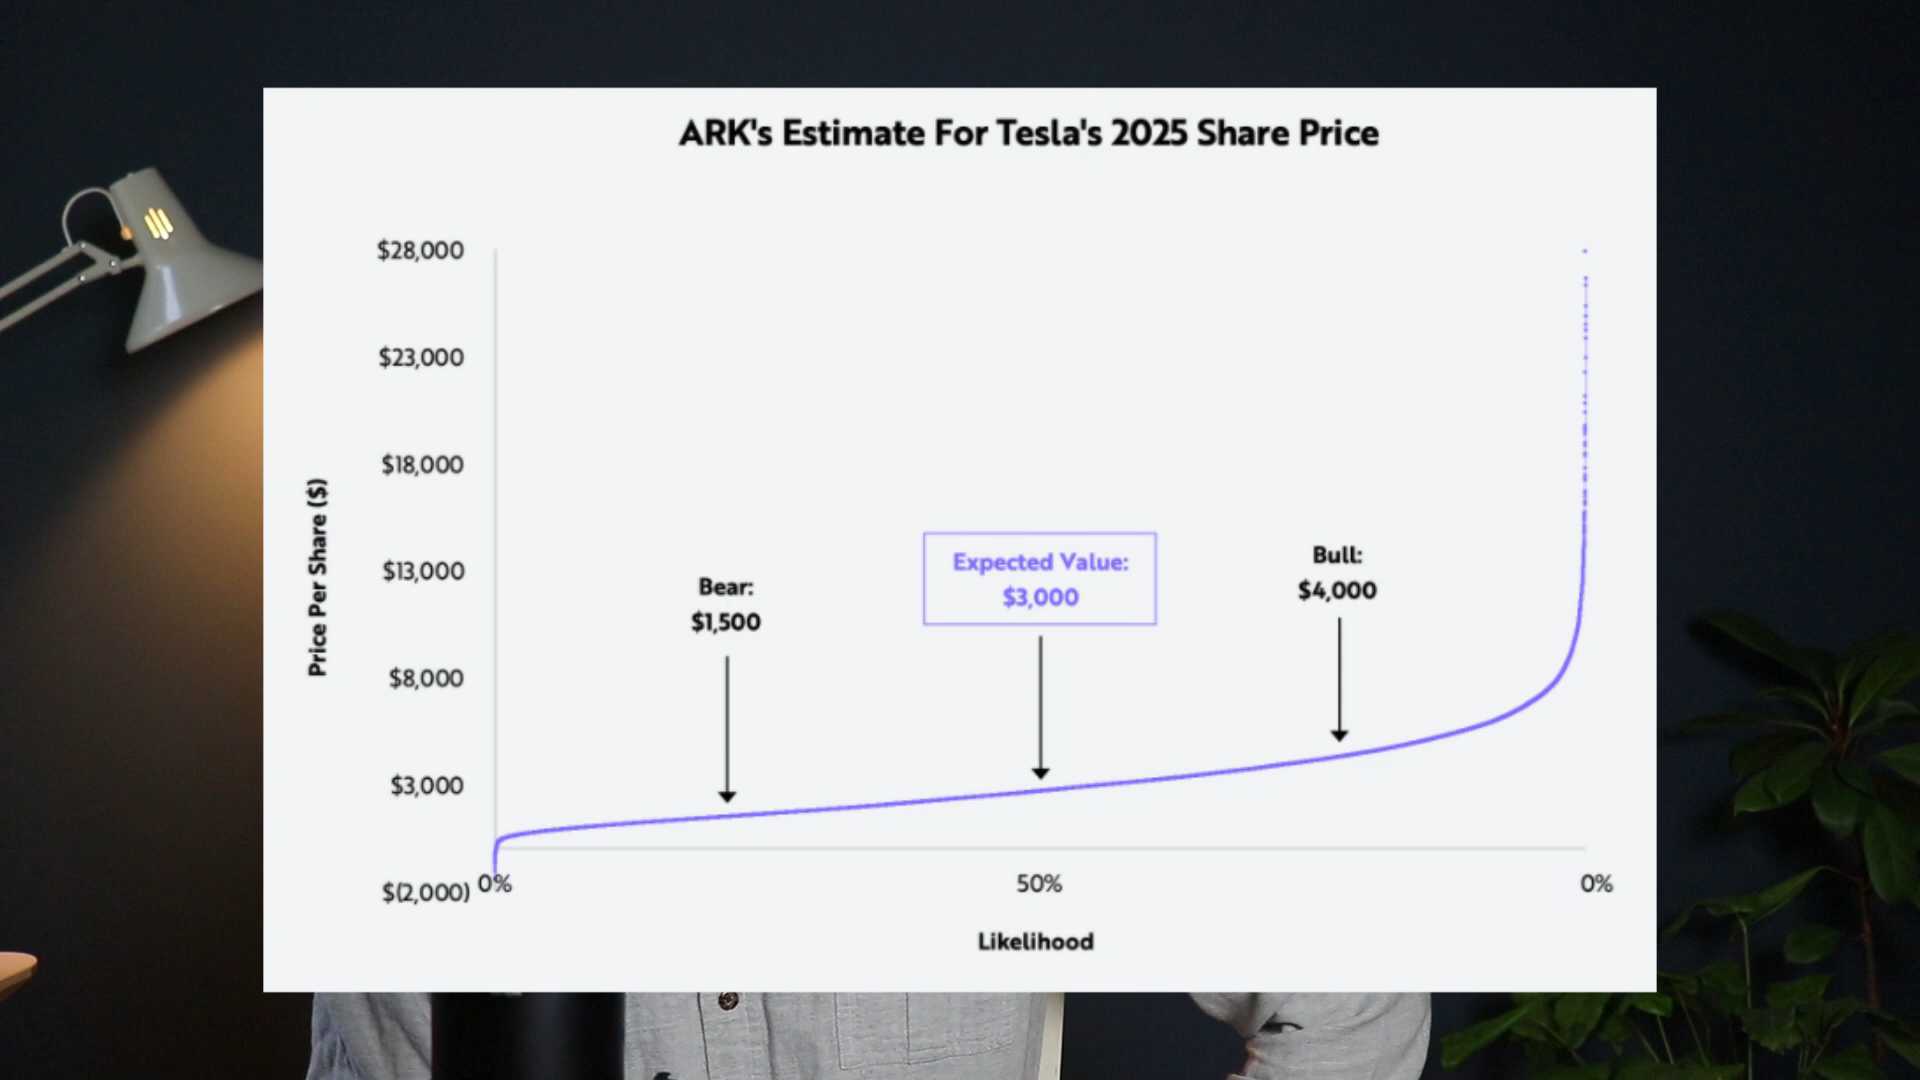 ARK's Estimate For Tesla's 2025 Share Price
$28,000
$23,000
$18,000
$13,000
$8,000
$3,000
$(2,000)
Price Per Share ($)
Bear:
$1,500
Expected Value:
$3,000
Bull:
$4,000
0%
50%
0%
Likelihood